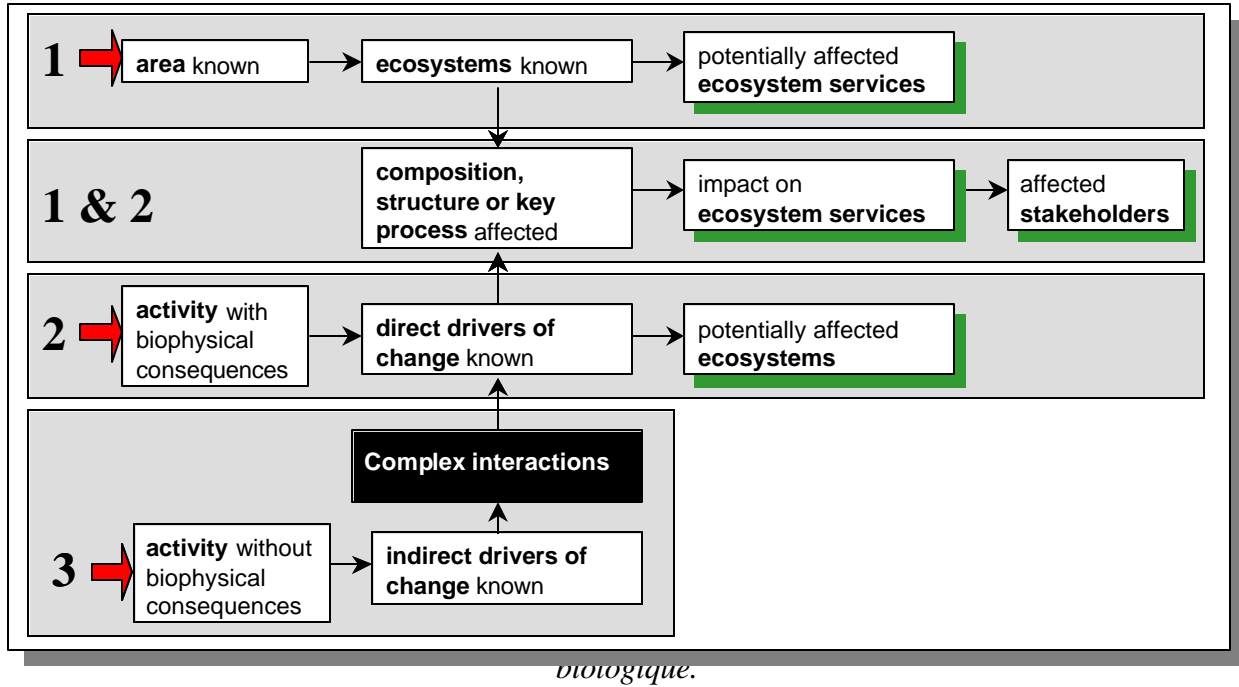 1
area known
ecosystems known
potentially affected
ecosystem services
1 & 2
composition,
structure or key
process affected
impact on
ecosystem services
affected
stakeholders
2
activity with
biophysical
consequences
direct drivers of
change known
potentially affected
ecosystems
Complex interactions
3
activity without
biophysical
consequences
indirect drivers of
change known
biologique.